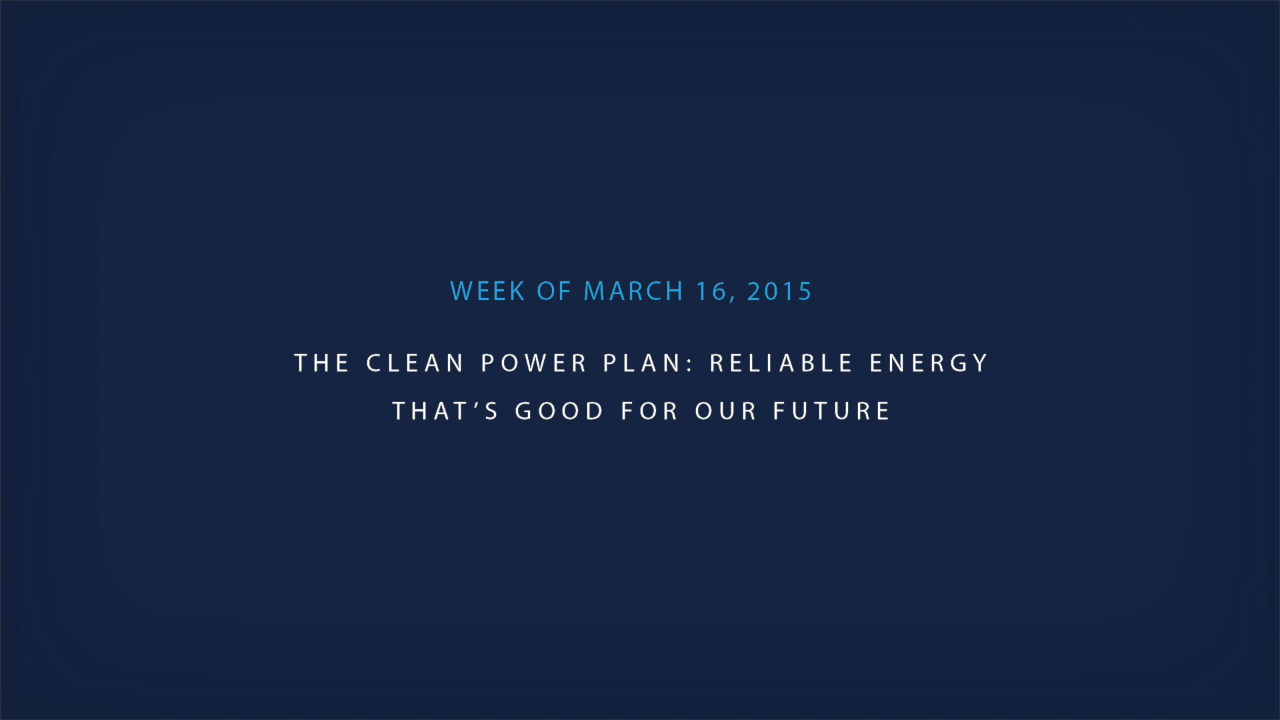 WEEK OF MARCH 16, 2015
THE CLEAN POWER PLAN: RELIABLE ENERGY
THAT’S GOOD FOR OUR FUTURE